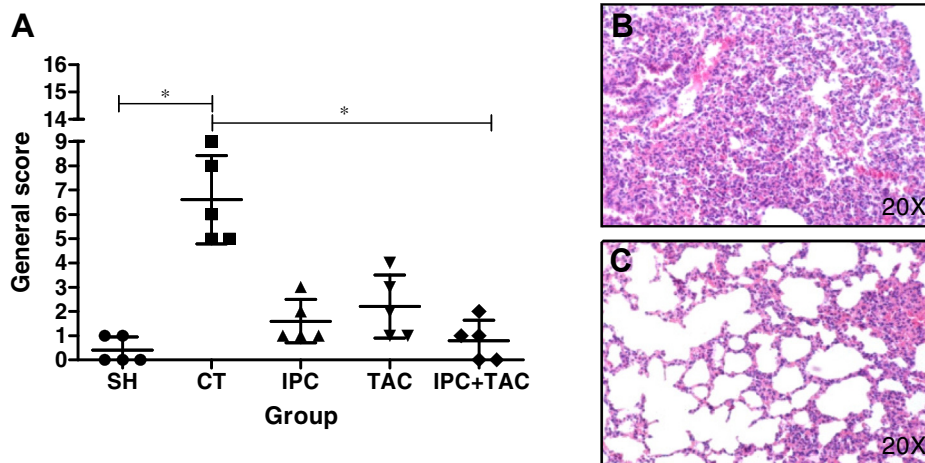 A
General score
16
15
14
9
8
7
6
5
4
3
2
1
0
*
*
SH CT IPC TAC IPC+TAC
Group
B
20X
C
20X